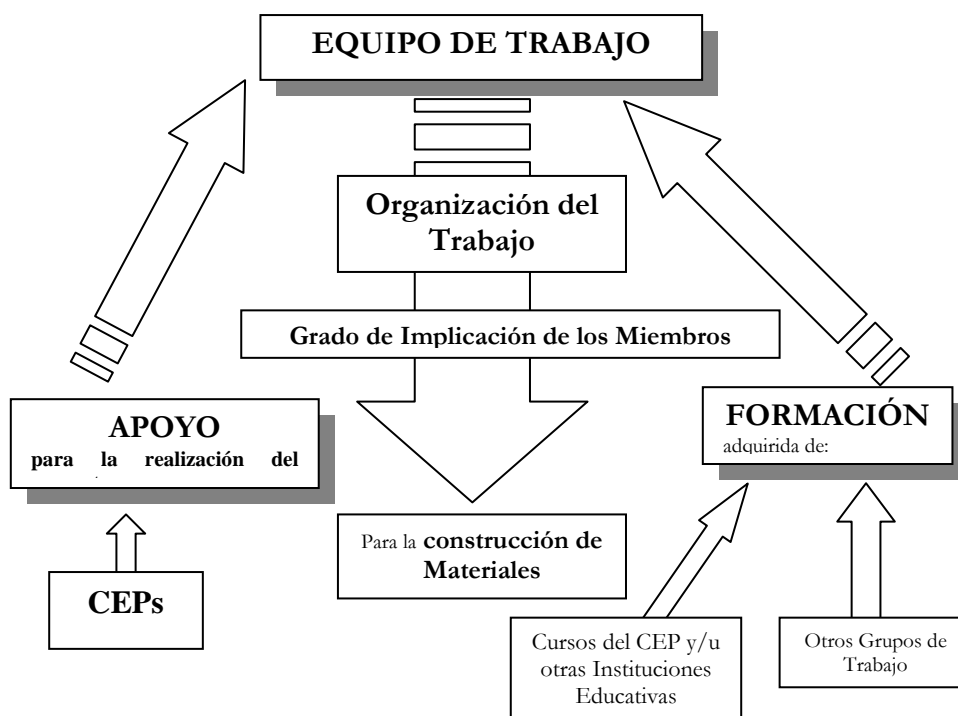 EQUIPO DE TRABAJO
Organización del
Trabajo
Grado de Implicación de los Miembros
APOYO
para la realización del
FORMACIÓN
adquirida de:
Para la construcción de
Materiales
CEPs
Cursos del CEP y/u
otras Instituciones
Educativas
Otros Grupos de
Trabajo